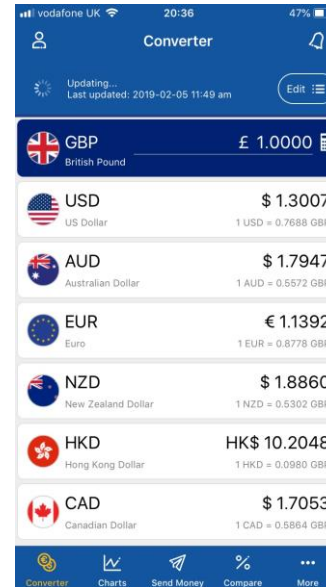 vodafone UK 20:36 47%
Converter
Updating...
Last updated: 2019-02-05 11:49 am
Edit
GBP £ 1.0000
British Pound
USD $ 1.3007
US Dollar 1 USD = 0.7688 GBP
AUD $ 1.7947
Australian Dollar 1 AUD = 0.5572 GBP
EUR € 1.1392
Euro 1 EUR = 0.8778 GBP
NZD $ 1.8860
New Zealand Dollar 1 NZD = 0.5302 GBP
HKD HK$ 10.2048
Hong Kong Dollar 1 HKD = 0.0980 GBP
CAD $ 1.7053
Canadian Dollar 1 CAD = 0.5864 GBP
Converter Charts Send Money Compare More